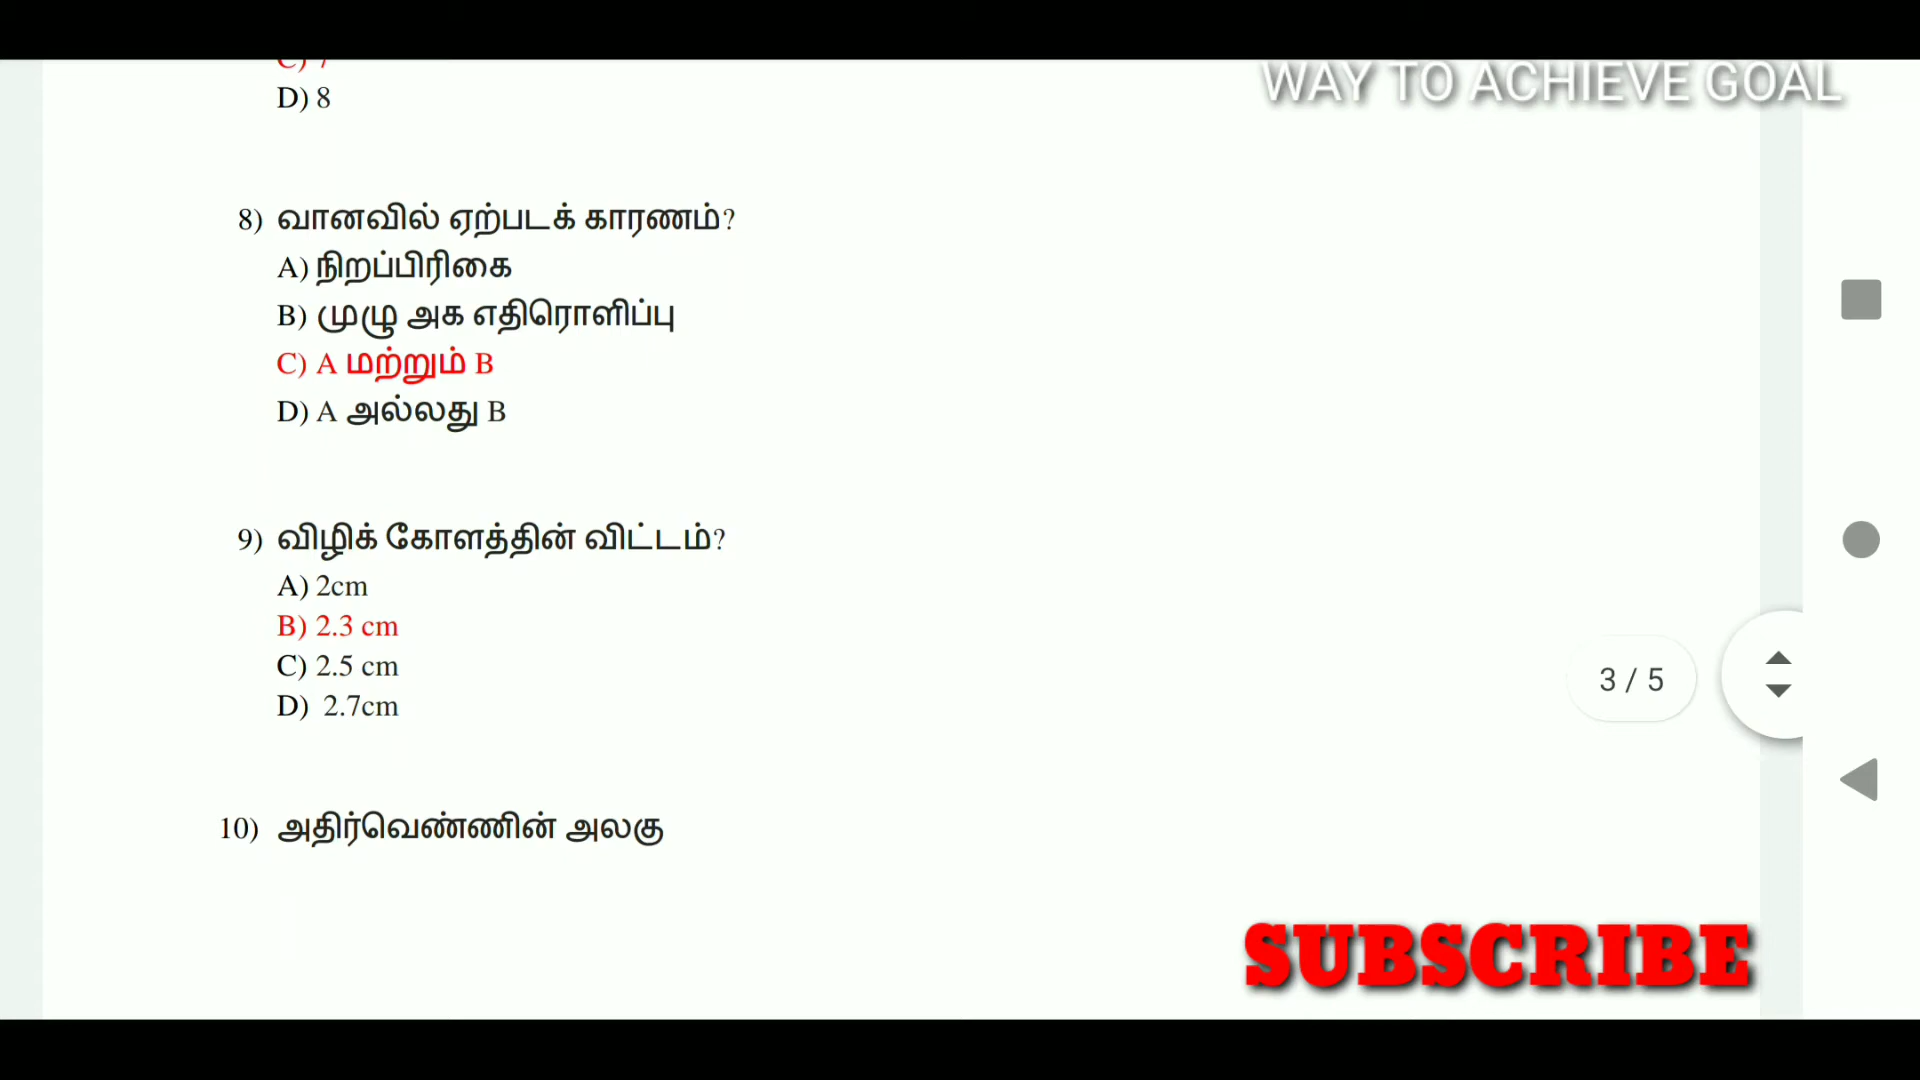 C) 7
WAY TO ACHIEVE GOAL
D) 8
8) வானவில் ஏற்படக் காரணம்?
A) நிறப்பிரிகை
B) முழு அக எதிரொளிப்பு
C) A மற்றும் B
D) A அல்லது B
9) விழிக் கோளத்தின் விட்டம்?
A) 2cm
B) 2.3 cm
C) 2.5 cm
D) 2.7cm
3 / 5
10) அதிர்வெண்ணின் அலகு
SUBSCRIBE